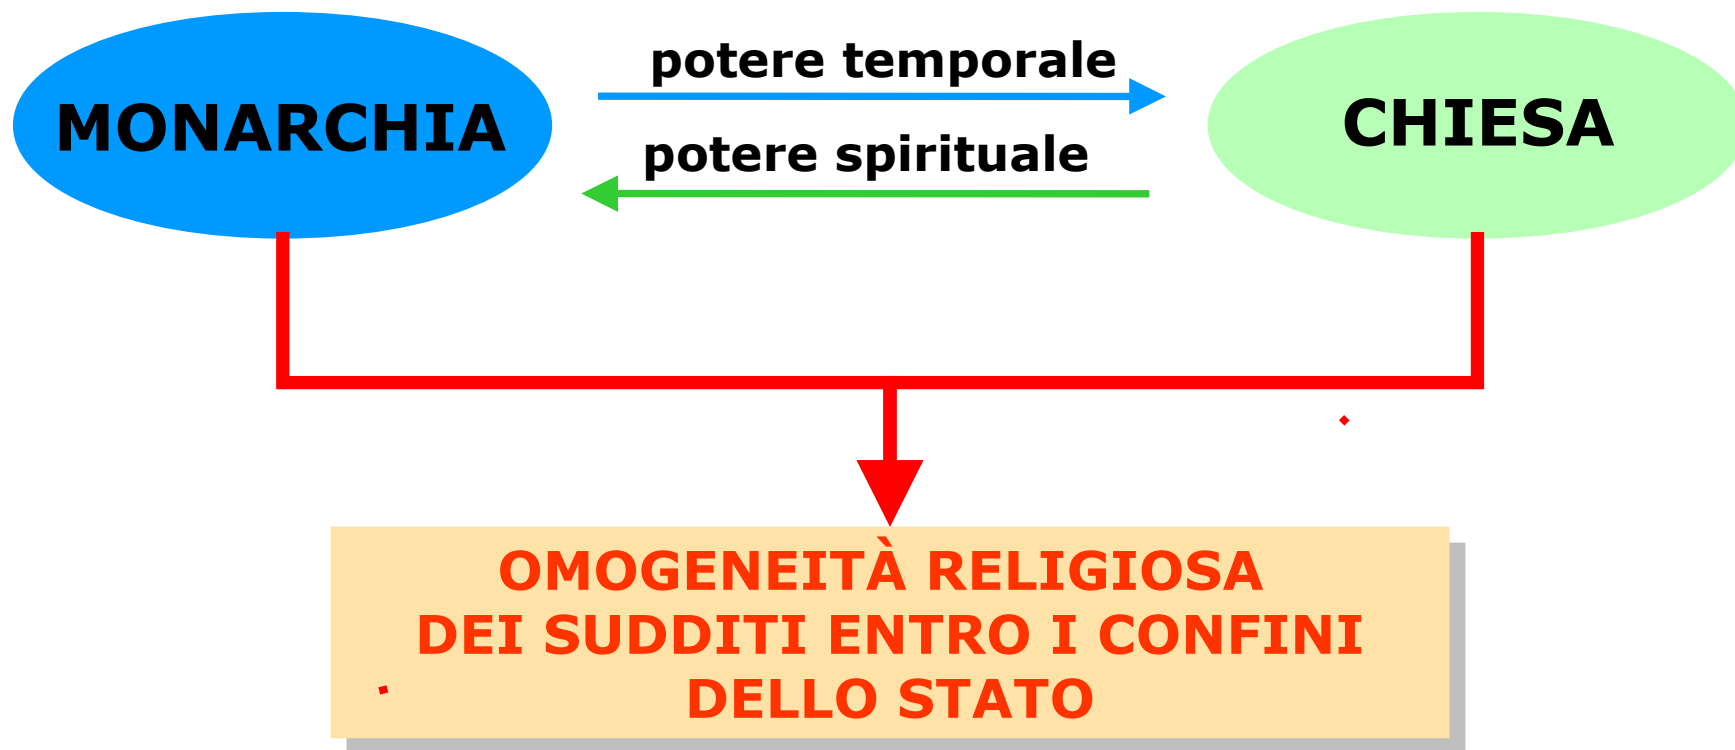 potere temporale
MONARCHIA
CHIESA
potere spirituale
OMOGENEITÀ RELIGIOSA
DEI SUDDITI ENTRO I CONFINI
DELLO STATO